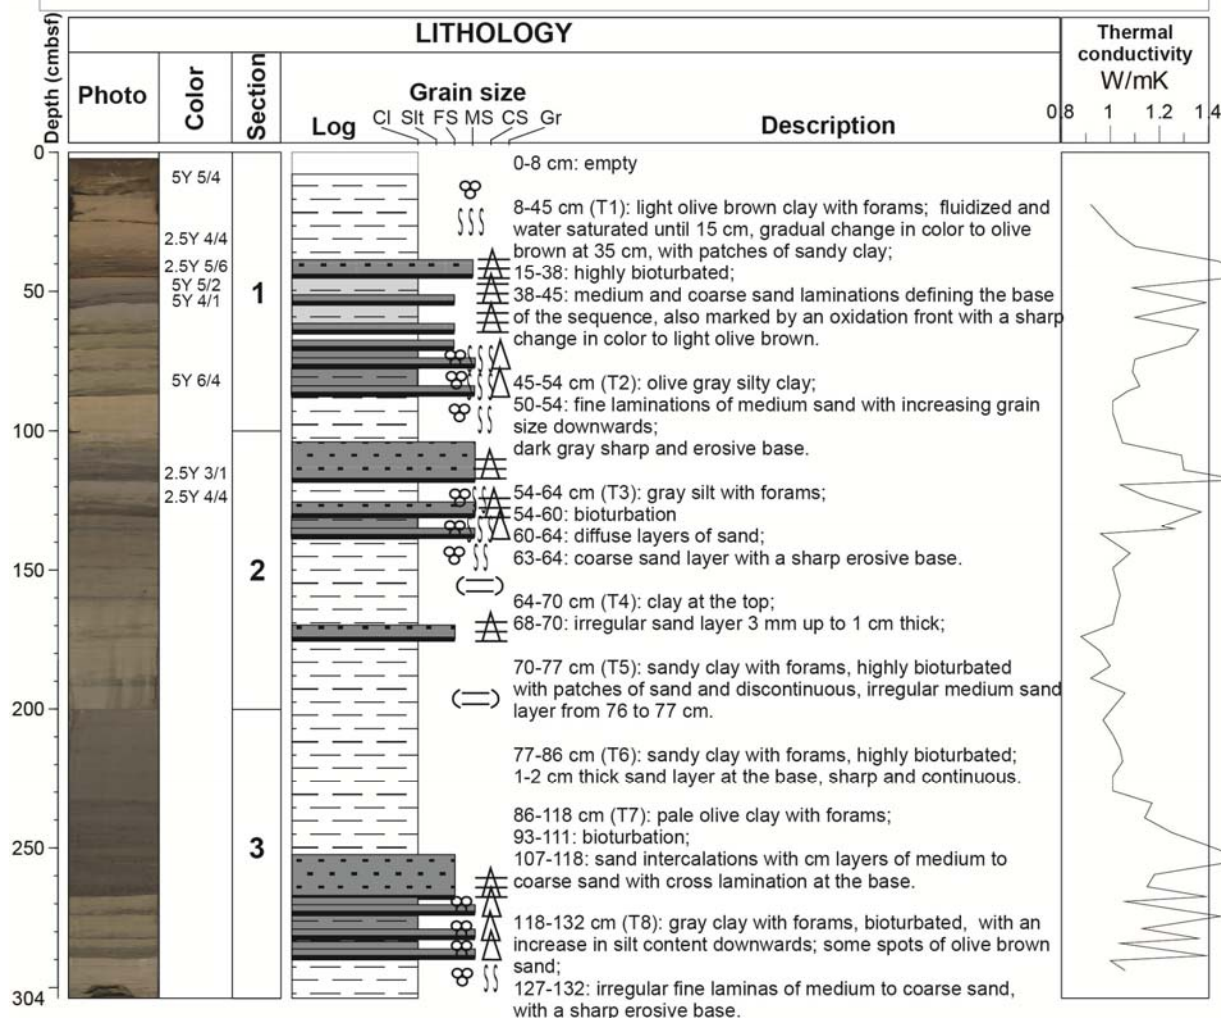 LITHOLOGY
Thermal
conductivity
W/mK
0.8 1 1.2 1.4
Depth (cmbsf)
Photo
Color
Section
Log
Grain size
Cl Slt FS MS CS Gr
Description
0
50
100
150
200
250
304
5Y 5/4
2.5Y 4/4
2.5Y 5/6
5Y 5/2
5Y 4/1
5Y 6/4
2.5Y 3/1
2.5Y 4/4
1
2
3
0-8 cm: empty
8-45 cm (T1): light olive brown clay with forams; fluidized and
water saturated until 15 cm, gradual change in color to olive
brown at 35 cm, with patches of sandy clay;
15-38: highly bioturbated;
38-45: medium and coarse sand laminations defining the base
of the sequence, also marked by an oxidation front with a sharp
change in color to light olive brown.
45-54 cm (T2): olive gray silty clay;
50-54: fine laminations of medium sand with increasing grain
size downwards;
dark gray sharp and erosive base.
54-64 cm (T3): gray silt with forams;
54-60: bioturbation
60-64: diffuse layers of sand;
63-64: coarse sand layer with a sharp erosive base.
64-70 cm (T4): clay at the top;
68-70: irregular sand layer 3 mm up to 1 cm thick;
70-77 cm (T5): sandy clay with forams, highly bioturbated
with patches of sand and discontinuous, irregular medium sand
layer from 76 to 77 cm.
77-86 cm (T6): sandy clay with forams, highly bioturbated;
1-2 cm thick sand layer at the base, sharp and continuous.
86-118 cm (T7): pale olive clay with forams;
93-111: bioturbation;
107-118: sand intercalations with cm layers of medium to
coarse sand with cross lamination at the base.
118-132 cm (T8): gray clay with forams, bioturbated, with an
increase in silt content downwards; some spots of olive brown
sand;
127-132: irregular fine laminas of medium to coarse sand,
with a sharp erosive base.